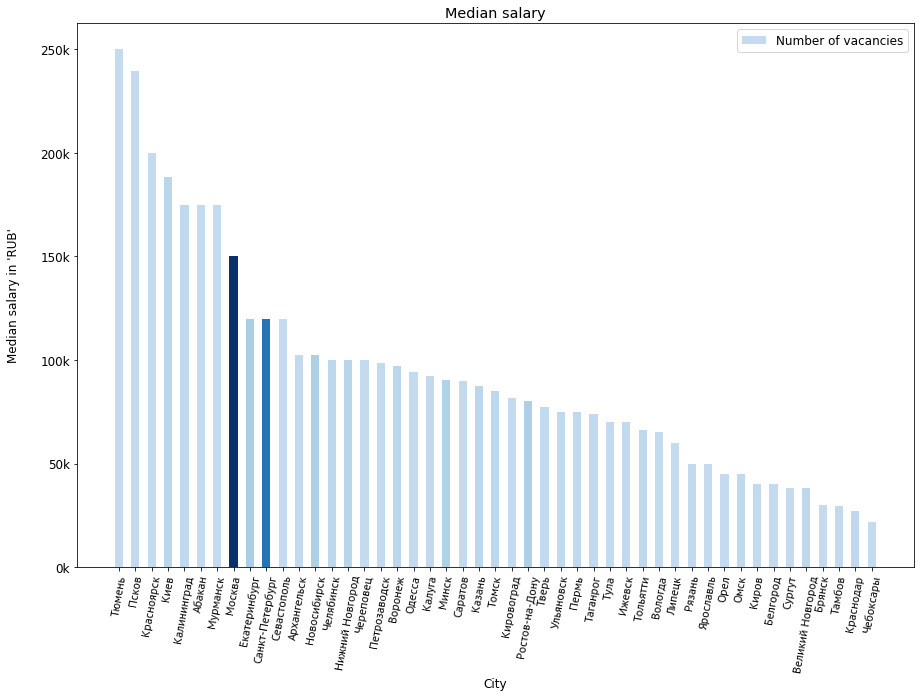 Median salary
Number of vacancies
250k
200k
150k
100k
50k
0k
Median salary in 'RUB'
Тюмень
Псков
Красноярск
Киев
Калининград
Абакан
Мурманск
Москва
Екатеринбург
Санкт-Петербург
Севастополь
Архангельск
Новосибирск
Челябинск
Нижний Новгород
Череповец
Петрозаводск
Воронеж
Одесса
Калуга
Минск
Саратов
Казань
Томск
Кировоград
Ростов-на-Дону
Тверь
Ульяновск
Пермь
Таганрог
Тула
Ижевск
Тольятти
Вологда
Липецк
Рязань
Ярославль
Орел
Омск
Киров
Белгород
Сургут
Великий Новгород
Брянск
Тамбов
Краснодар
Чебоксары
City